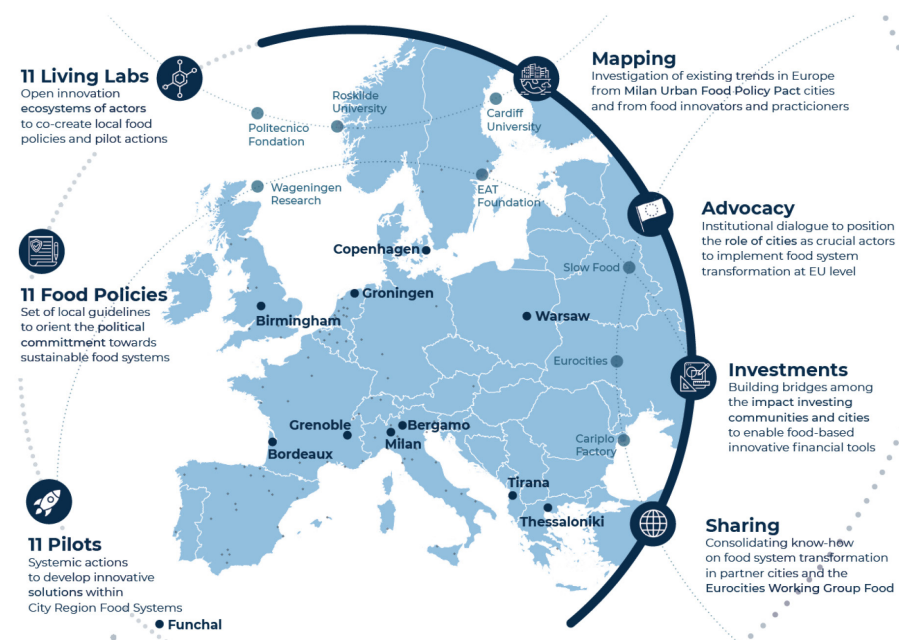 11 Living Labs
Open innovation
ecosystems of actors
to co-create local food
policies and pilot actions
11 Food Policies
Set of local guidelines
to orient the political
committment towards
sustainable food systems
11 Pilots
Systemic actions
to develop innovative
solutions within
City Region Food Systems
Funchal
Politecnico
Fondation
Roskilde
University
Cardiff
University
Wageningen
Research
EAT
Foundation
Slow Food
Eurocities
Cariplo
Factory
Copenhagen
Groningen
Birmingham
Warsaw
Grenoble
Bordeaux
Bergamo
Milan
Tirana
Thessaloniki
Mapping
Investigation of existing trends in Europe
from Milan Urban Food Policy Pact cities
and from food innovators and practicioners
Advocacy
Institutional dialogue to position
the role of cities as crucial actors
to implement food system
transformation at EU level
Investments
Building bridges among
the impact investing
communities and cities
to enable food-based
innovative financial tools
Sharing
Consolidating know-how
on food system transformation
in partner cities and the
Eurocities Working Group Food